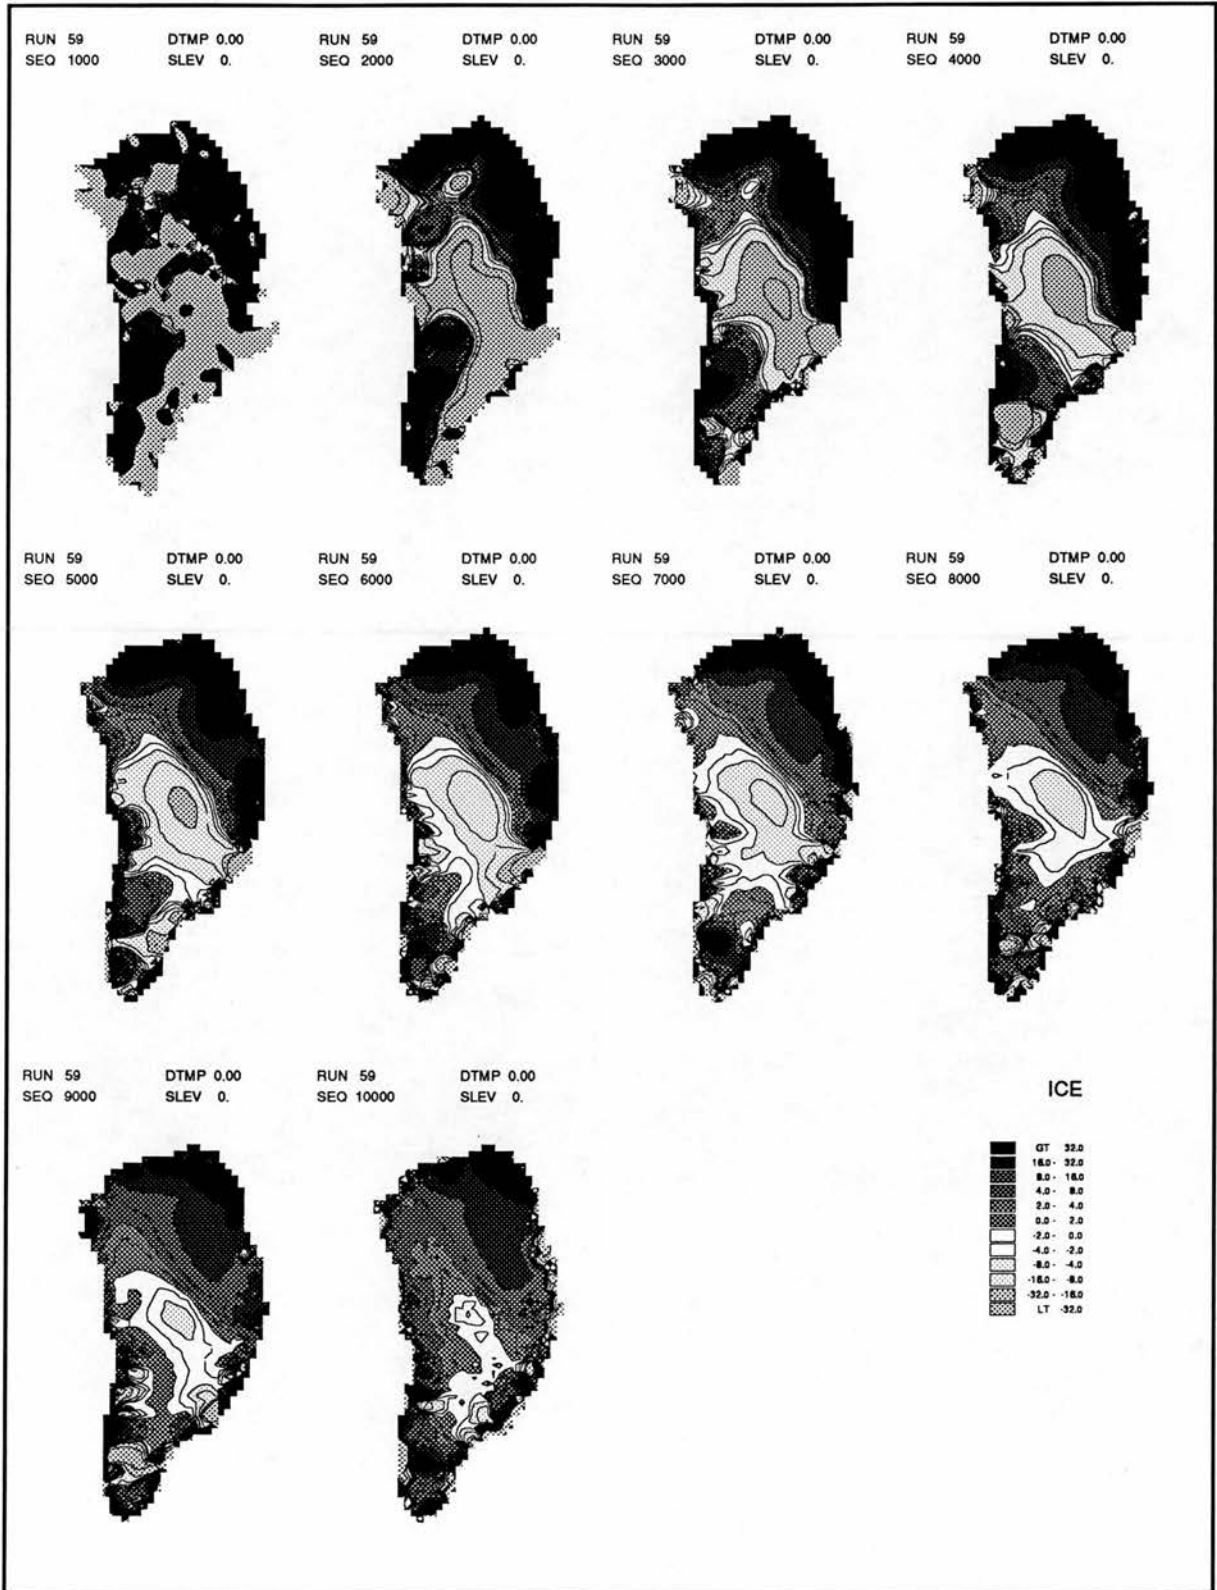 RUN 59 DTMP 0.00 RUN 59 DTMP 0.00 RUN 59 DTMP 0.00 RUN 59 DTMP 0.00
SEQ 1000 SLEV 0. SEQ 2000 SLEV 0. SEQ 3000 SLEV 0. SEQ 4000 SLEV 0.
RUN 59 DTMP 0.00 RUN 59 DTMP 0.00 RUN 59 DTMP 0.00 RUN 59 DTMP 0.00
SEQ 5000 SLEV 0. SEQ 6000 SLEV 0. SEQ 7000 SLEV 0. SEQ 8000 SLEV 0.
RUN 59 DTMP 0.00 RUN 59 DTMP 0.00
SEQ 9000 SLEV 0. SEQ 10000 SLEV 0.
ICE
GT 32.0
16.0 - 32.0
8.0 - 16.0
4.0 - 8.0
2.0 - 4.0
0.0 - 2.0
-2.0 - 0.0
-4.0 - -2.0
-8.0 - -4.0
-16.0 - -8.0
-32.0 - -16.0
LT -32.0